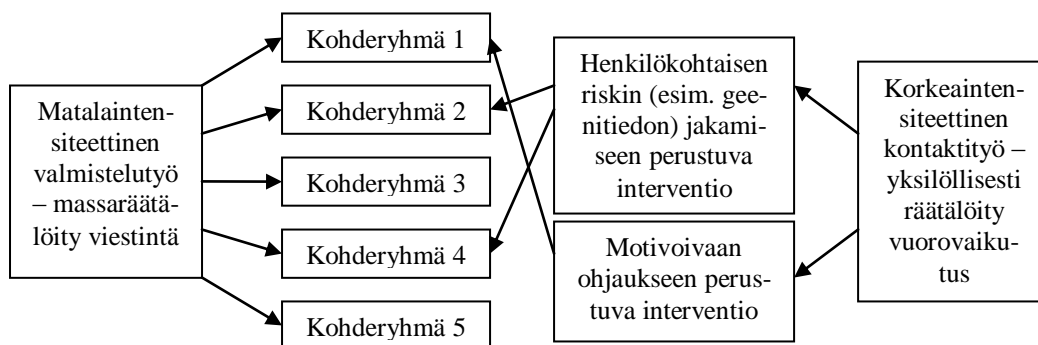 Matalainten-
siteettinen
valmistelutyö
– massaräätä-
löity viestintä
Kohderyhmä 1
Kohderyhmä 2
Kohderyhmä 3
Kohderyhmä 4
Kohderyhmä 5
Henkilökohtaisen
riskin (esim. gee-
nitiedon) jakami-
seen perustuva
interventio
Motivoivaan
ohjaukseen perus-
tuva interventio
Korkeainten-
siteettinen
kontaktityö –
yksilöllisesti
räätälöity
vuorovaiku-
tus